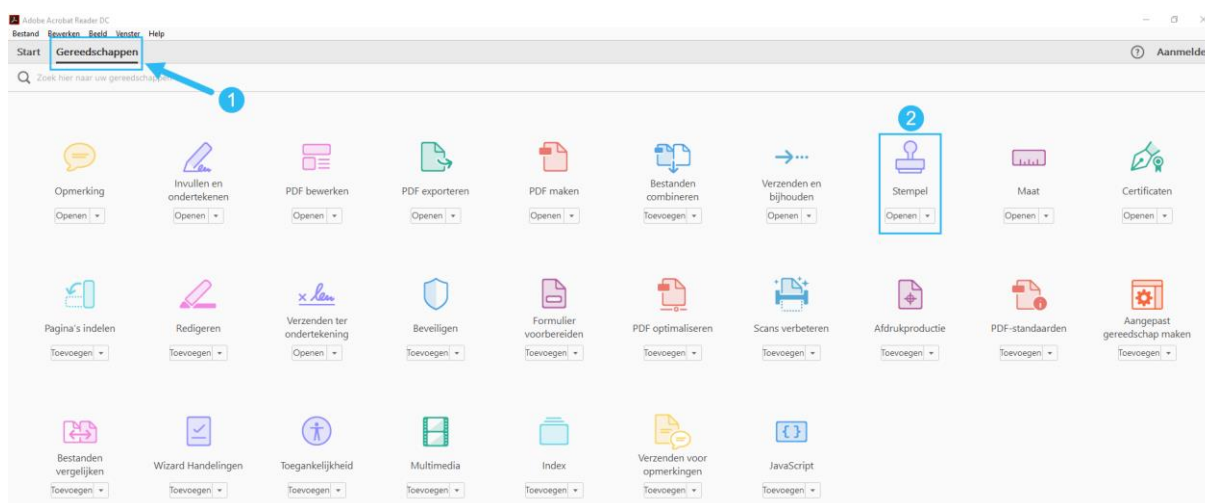 Adobe Acrobat Reader DC
Bestand Bewerken Beeld Venster Help
Start Gereedschappen Aanmelde
Zoek hier naar uw gereedschappen
1
2
Opmerking
Openen
Invullen en
ondertekenen
Openen
PDF bewerken
Openen
PDF exporteren
Openen
PDF maken
Openen
Bestanden
combineren
Toevoegen
Verzenden en
bijhouden
Openen
Stempel
Openen
Maat
Openen
Certificaten
Openen
Pagina's indelen
Toevoegen
Redigeren
Toevoegen
Verzenden ter
ondertekening
Openen
Beveiligen
Toevoegen
Formulier
voorbereiden
Toevoegen
PDF optimaliseren
Toevoegen
Scans verbeteren
Toevoegen
Afdrukproductie
Toevoegen
PDF-standaarden
Toevoegen
Aangepast
gereedschap maken
Toevoegen
Bestanden
vergelijken
Toevoegen
Wizard Handelingen
Toevoegen
Toegankelijkheid
Toevoegen
Multimedia
Toevoegen
Index
Toevoegen
Verzenden voor
opmerkingen
Toevoegen
JavaScript
Toevoegen